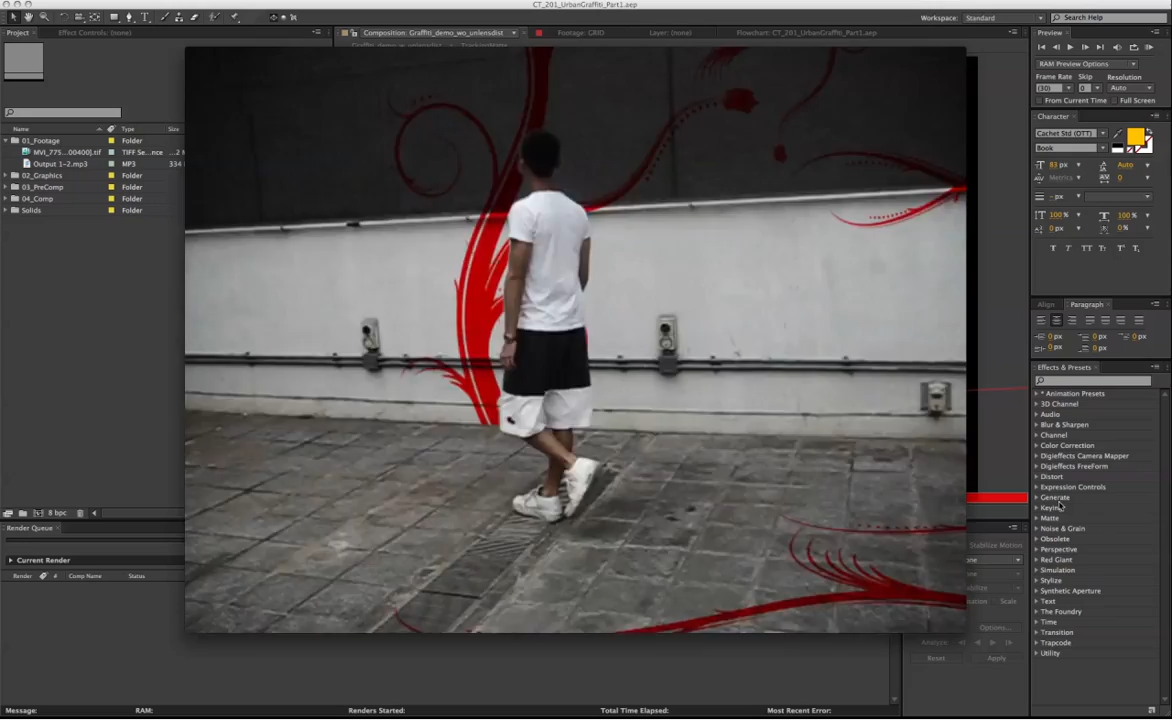 CT_201_UrbanGraffiti_Part1.aep
Workspace: Standard
Search Help
Project
Effect Controls: (none)
Composition: Graffiti_demo_wo_unlensdist
Footage: GRID
Layer: (none)
Flowchart: CT_201_UrbanGraffiti_Part1.aep
Name Type Size
01_Footage Folder
MVI_775...00400].tif TIFF Se...nce ...2 M
Output 1-2.mp3 MP3 334
02_Graphics Folder
03_PreComp Folder
04_Comp Folder
Solids Folder
8 bpc
Render Queue
Current Render
Render # Comp Name Status
Message: RAM: Renders Started: Total Time Elapsed: Most Recent Error:
Stabilize Motion
Scale
Options...
Analyze:
Reset Apply
Preview
RAM Preview Options
Frame Rate Skip Resolution
(30) 0 Auto
From Current Time Full Screen
Character
Cachet Std (OTT)
Book
83 px Auto
Metrics 0
- px
100 % 100 %
0 px 0 %
Align Paragraph
0 px 0 px 0 px
0 px 0 px
Effects & Presets
* Animation Presets
3D Channel
Audio
Blur & Sharpen
Channel
Color Correction
Digieffects Camera Mapper
Digieffects FreeForm
Distort
Expression Controls
Generate
Keying
Matte
Noise & Grain
Obsolete
Perspective
Red Giant
Simulation
Stylize
Synthetic Aperture
Text
The Foundry
Time
Transition
Trapcode
Utility